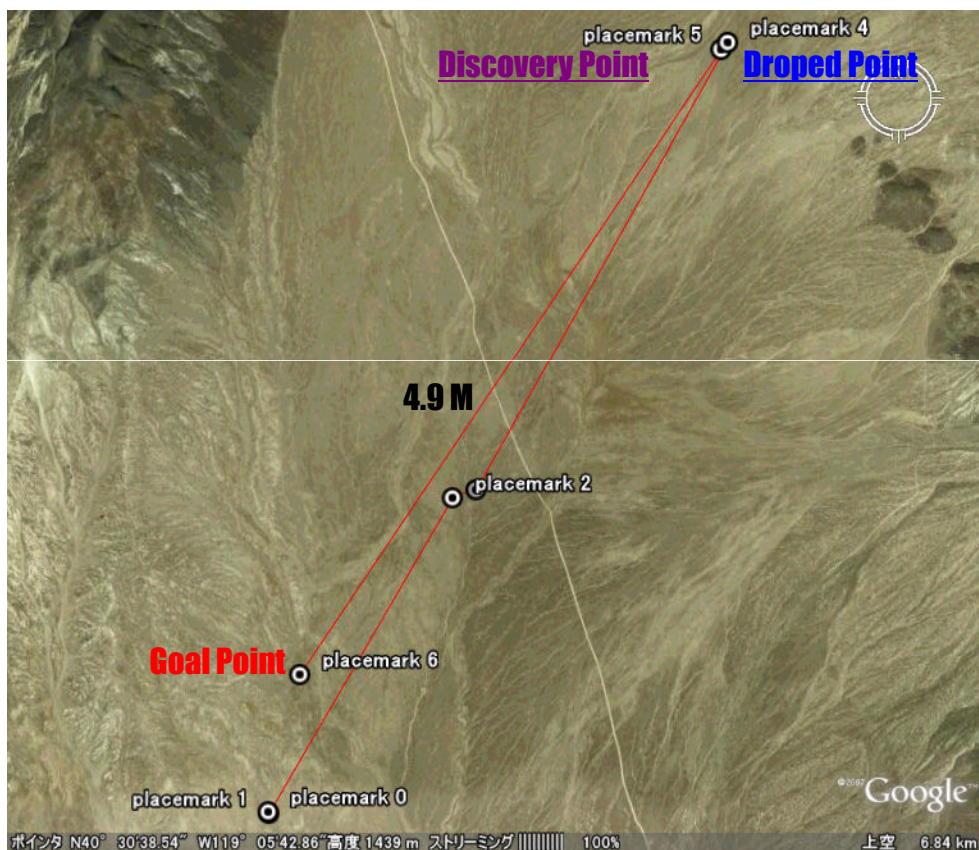 placemark 5
placemark 4
Discovery Point
Droped Point
4.9 M
placemark 2
Goal Point
placemark 6
placemark 1
placemark 0
©2007 Google™
ポインタ N40° 30'38.54" W119° 05'42.86" 高度 1439 m ストリーミング ||||||||| 100% 上空 6.84 km